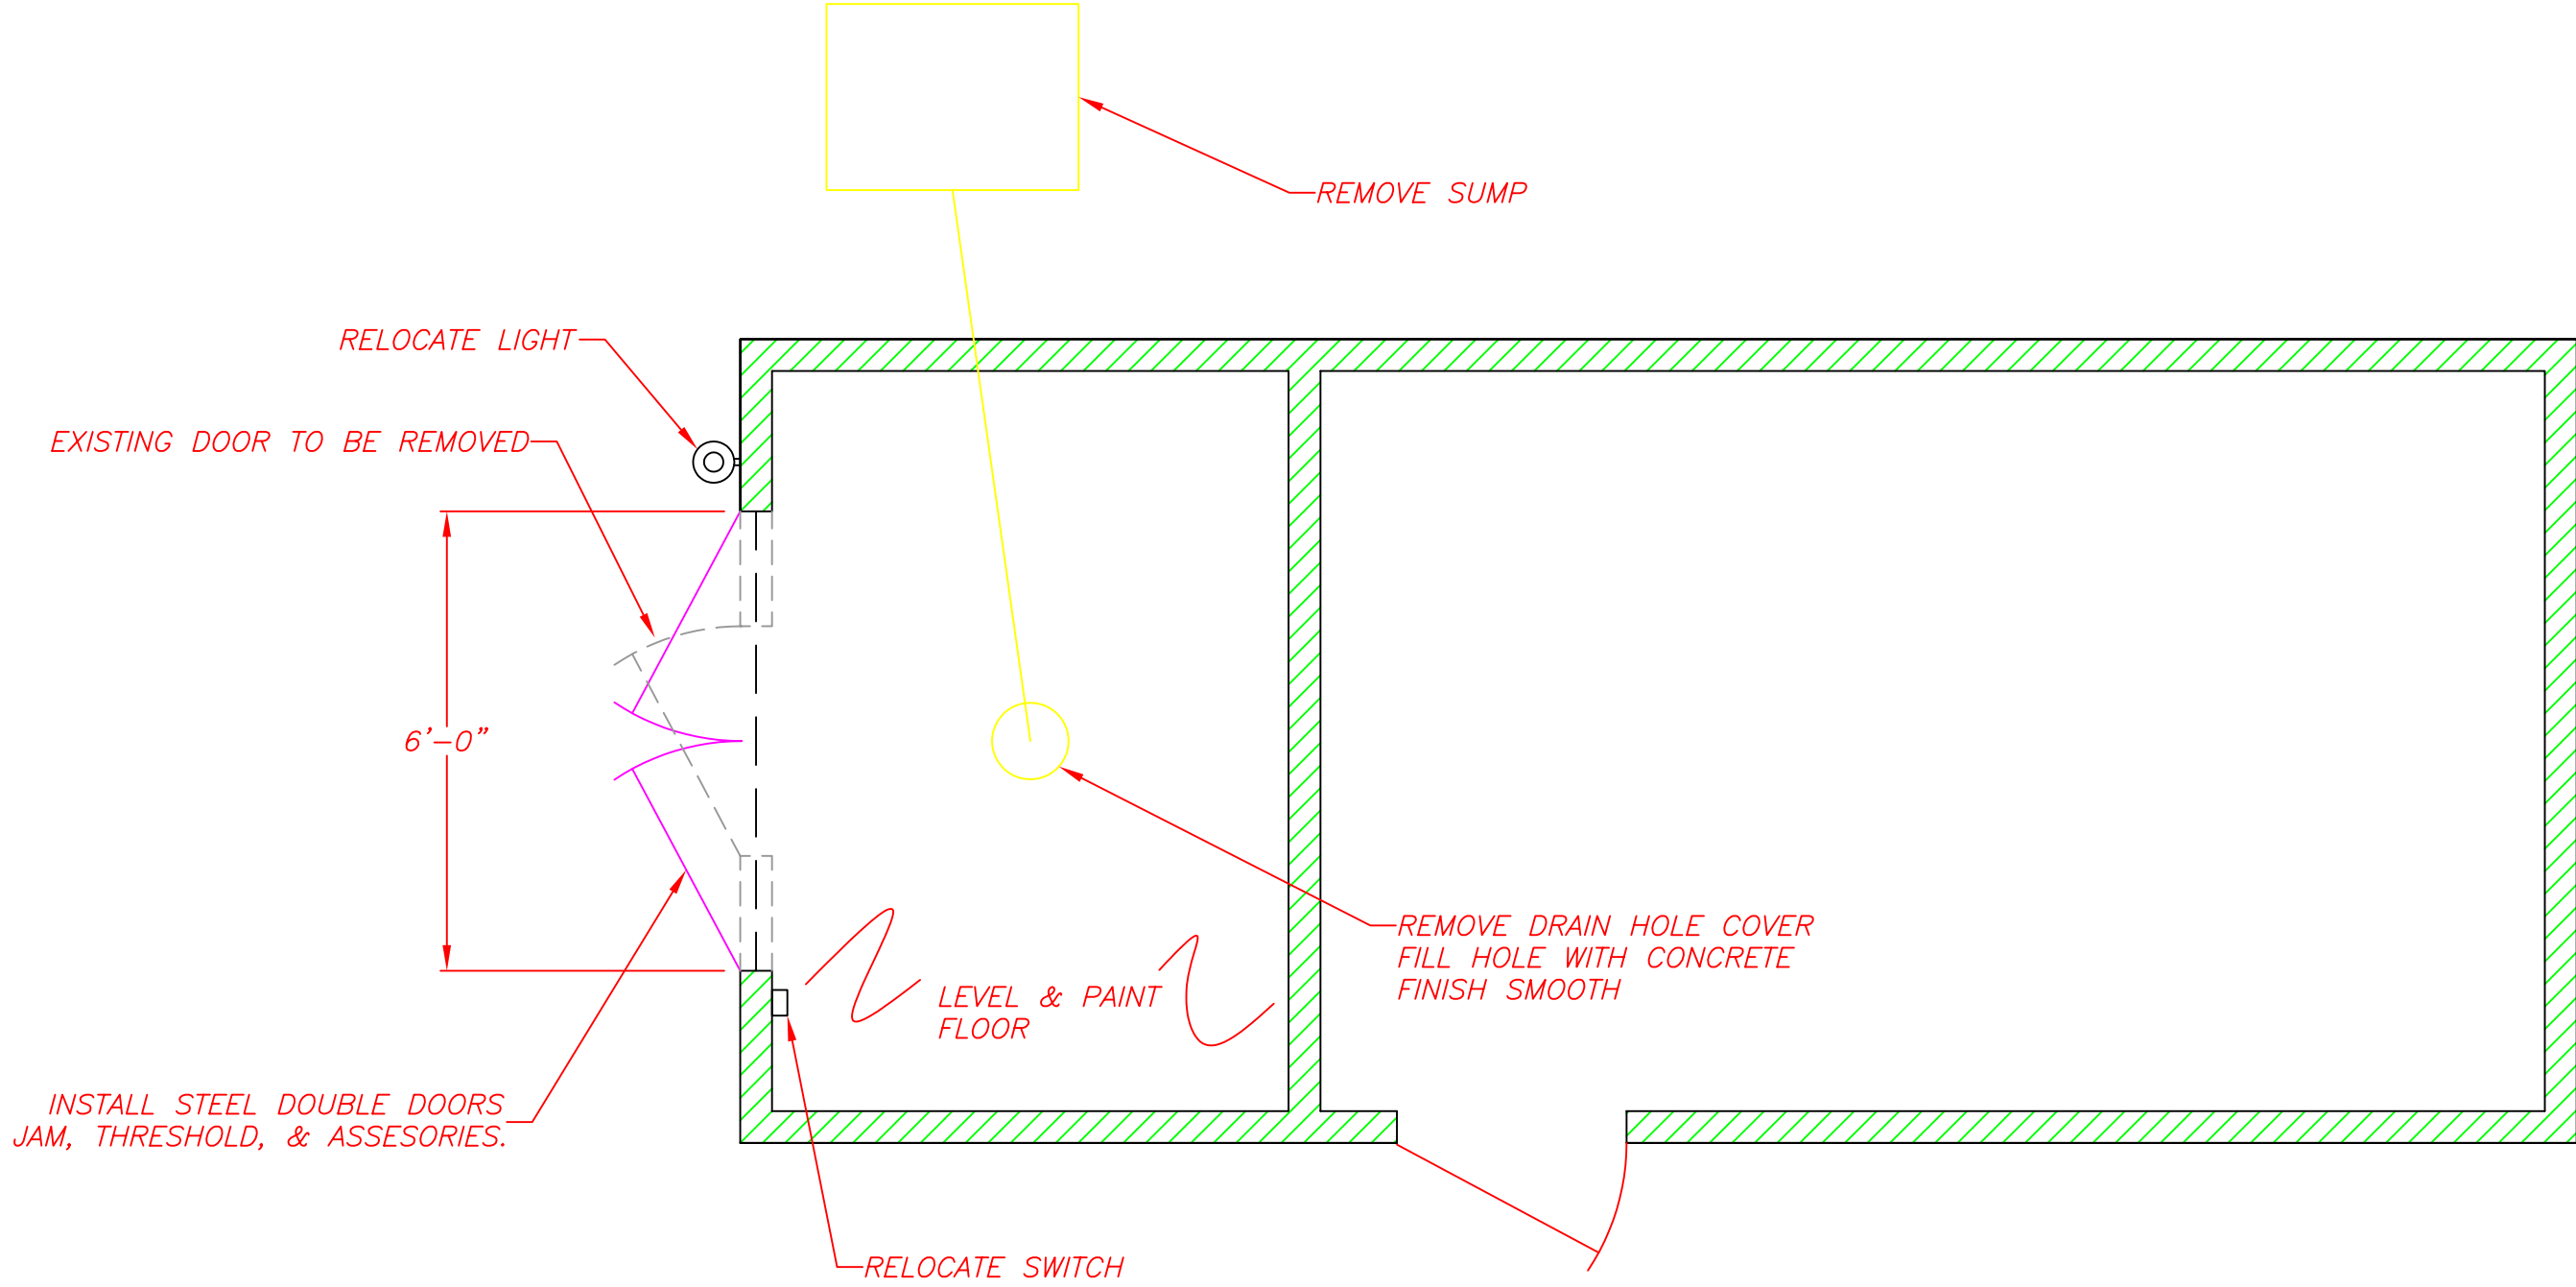 REMOVE SUMP
RELOCATE LIGHT
EXISTING DOOR TO BE REMOVED
6'-0"
REMOVE DRAIN HOLE COVER
FILL HOLE WITH CONCRETE
FINISH SMOOTH
LEVEL & PAINT
FLOOR
INSTALL STEEL DOUBLE DOORS
JAM, THRESHOLD, & ASSESORIES.
RELOCATE SWITCH